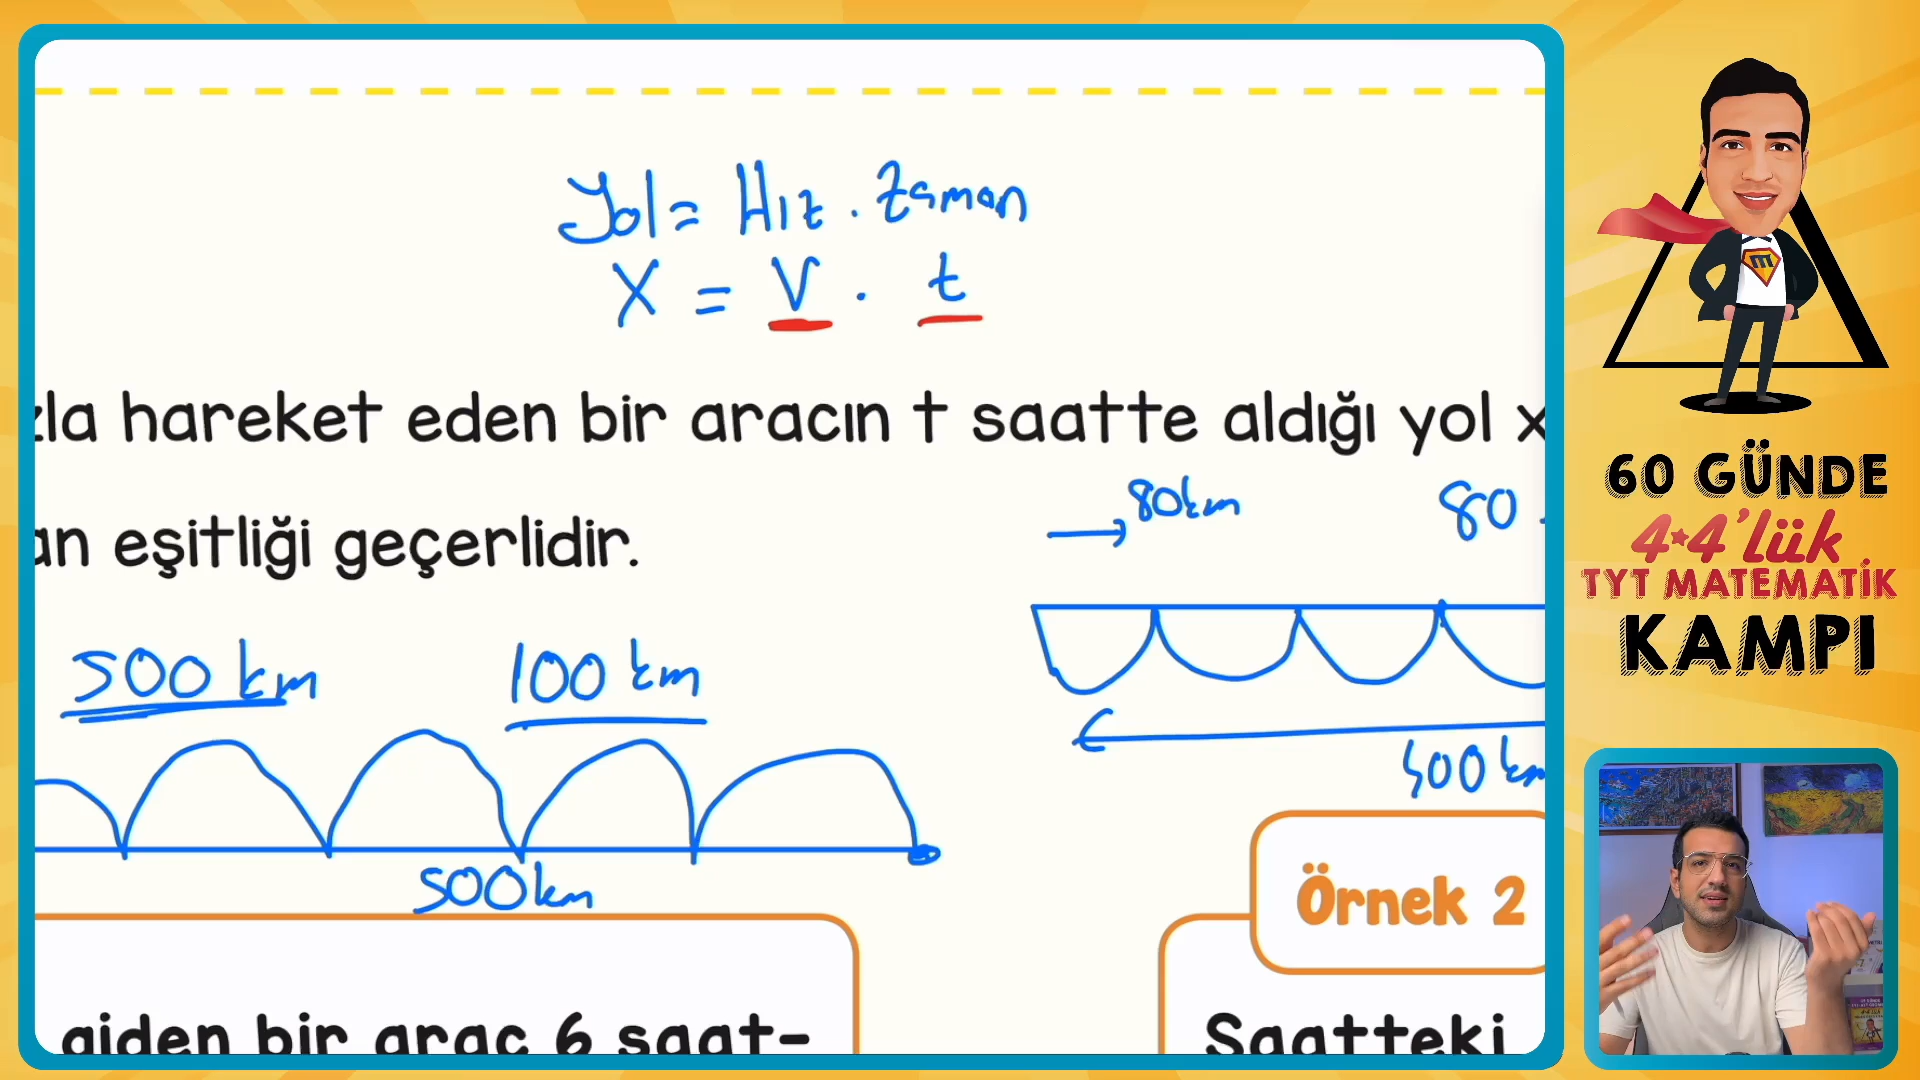 Yol = Hız . Zaman
X = V . t
zla hareket eden bir aracın t saatte aldığı yol x
80km
80
an eşitliği geçerlidir.
500 km
100 km
400 km
500km
Örnek 2
giden bir araç 6 saat-
Saatteki
m
60 GÜNDE
4*4'lük
TYT MATEMATİK
KAMPI